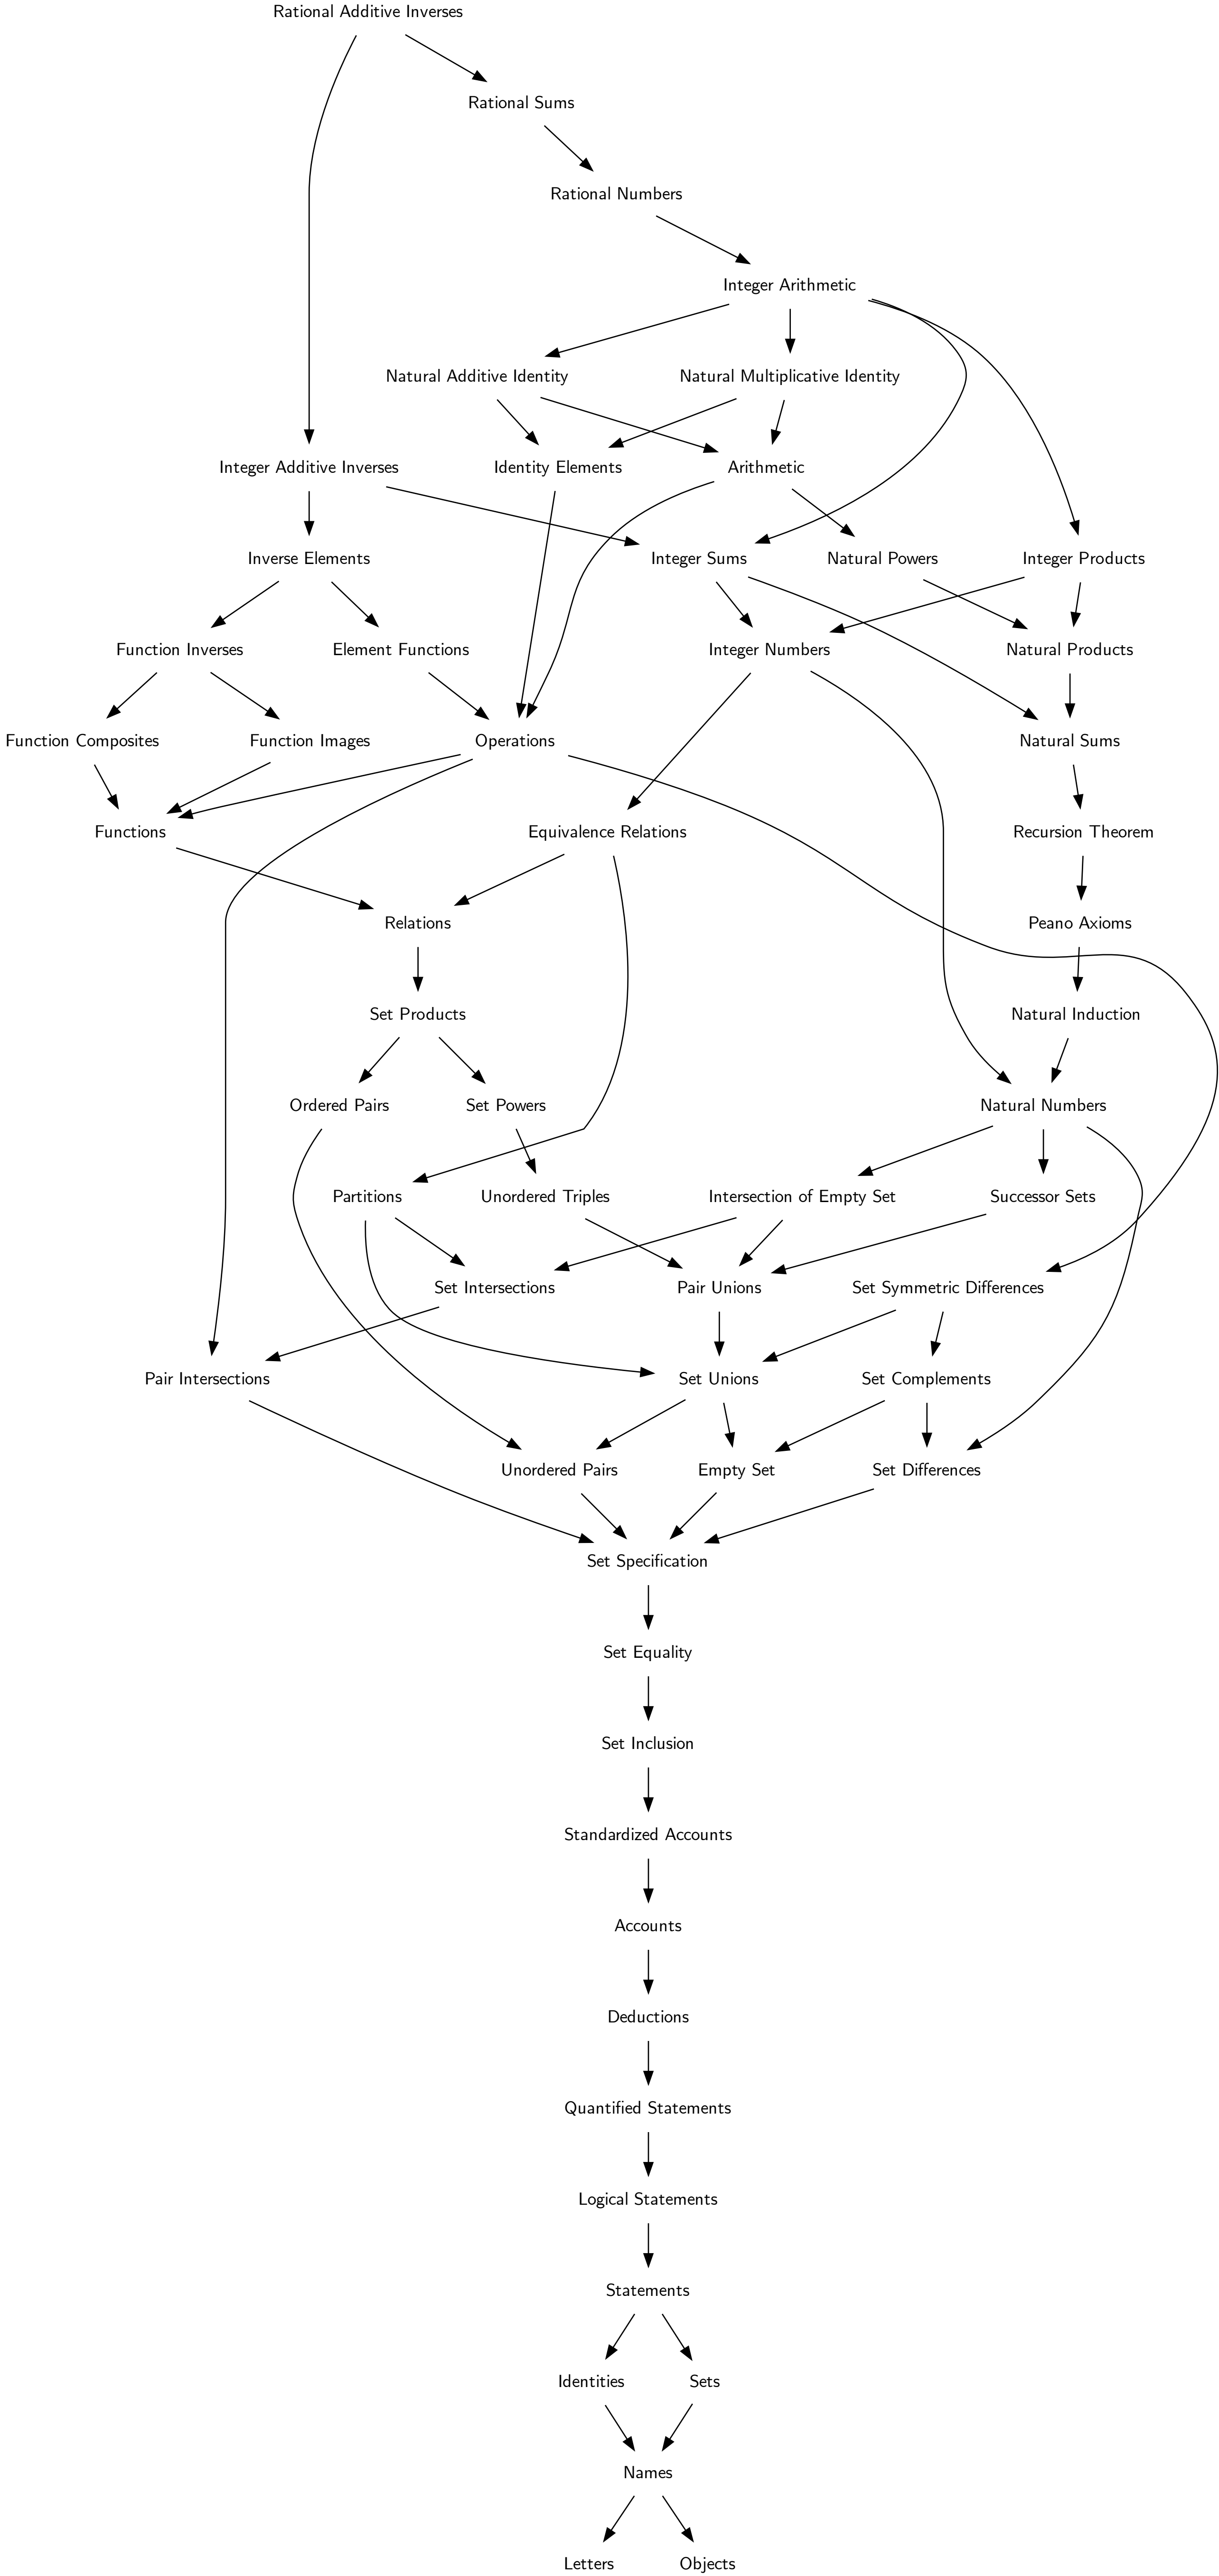 Rational Additive Inverses
Rational Sums
Rational Numbers
Integer Arithmetic
Natural Additive Identity
Natural Multiplicative Identity
Integer Additive Inverses
Identity Elements
Arithmetic
Inverse Elements
Integer Sums
Natural Powers
Integer Products
Function Inverses
Element Functions
Integer Numbers
Natural Products
Function Composites
Function Images
Operations
Natural Sums
Functions
Equivalence Relations
Recursion Theorem
Relations
Peano Axioms
Set Products
Natural Induction
Ordered Pairs
Set Powers
Natural Numbers
Partitions
Unordered Triples
Intersection of Empty Set
Successor Sets
Set Intersections
Pair Unions
Set Symmetric Differences
Pair Intersections
Set Unions
Set Complements
Unordered Pairs
Empty Set
Set Differences
Set Specification
Set Equality
Set Inclusion
Standardized Accounts
Accounts
Deductions
Quantified Statements
Logical Statements
Statements
Identities
Sets
Names
Letters
Objects